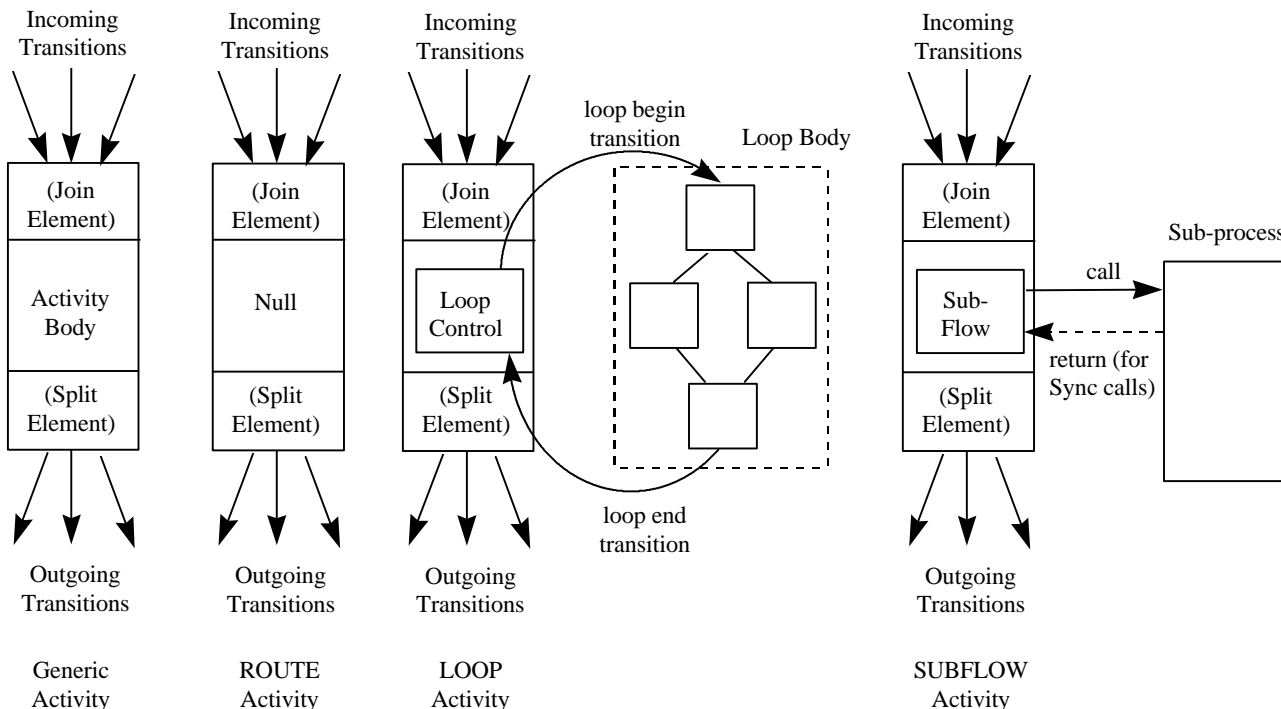 Incoming
Transitions
(Join
Element)
Activity
Body
(Split
Element)
Outgoing
Transitions
Generic
Activity
Incoming
Transitions
(Join
Element)
Null
(Split
Element)
Outgoing
Transitions
ROUTE
Activity
Incoming
Transitions
(Join
Element)
Loop
Control
(Split
Element)
Outgoing
Transitions
LOOP
Activity
loop begin
transition
Loop Body
loop end
transition
Incoming
Transitions
(Join
Element)
Sub-
Flow
(Split
Element)
Outgoing
Transitions
SUBFLOW
Activity
Sub-process
call
return (for
Sync calls)